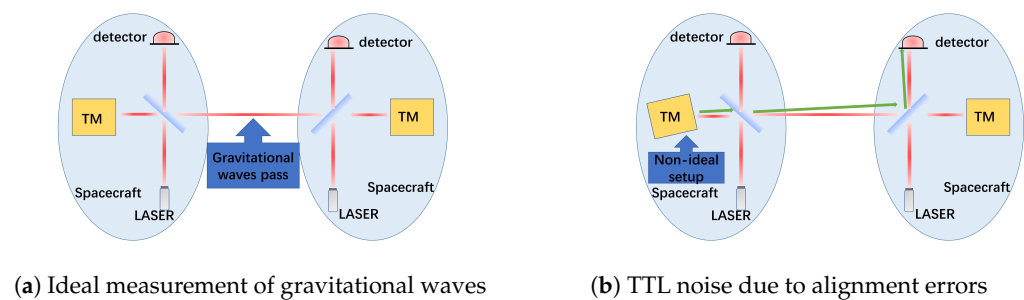 detector
detector
TM
TM
Gravitational
waves pass
Spacecraft
LASER
Spacecraft
LASER
(a) Ideal measurement of gravitational waves
detector
detector
TM
TM
Non-ideal
setup
Spacecraft
LASER
Spacecraft
LASER
(b) TTL noise due to alignment errors